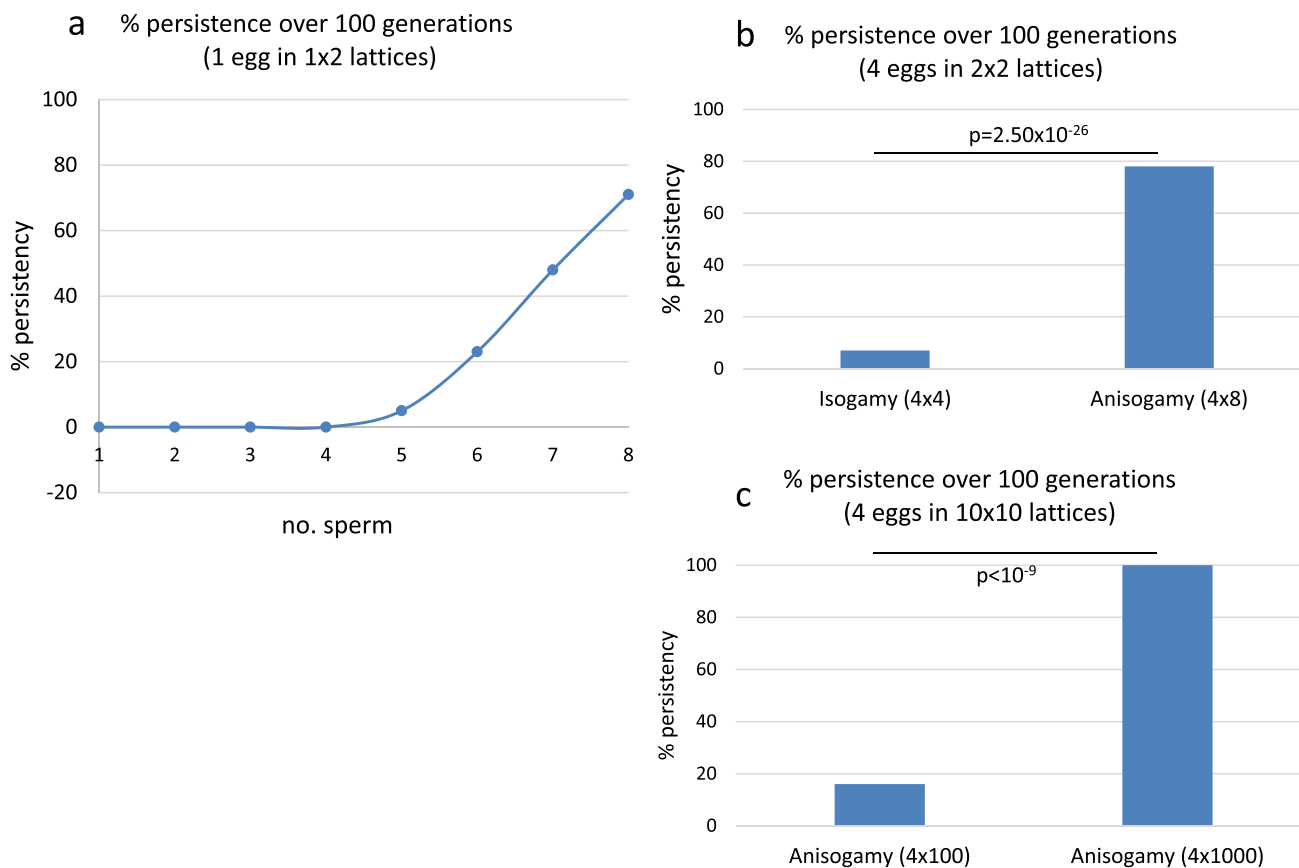 a
% persistence over 100 generations
(1 egg in 1x2 lattices)
100
80
60
40
20
0
-20
% persistency
1 2 3 4 5 6 7 8
no. sperm
b
% persistence over 100 generations
(4 eggs in 2x2 lattices)
100
80
60
40
20
0
% persistency
p=2.50x10⁻²⁶
Isogamy (4x4) Anisogamy (4x8)
c
% persistence over 100 generations
(4 eggs in 10x10 lattices)
100
80
60
40
20
0
% persistency
p<10⁻⁹
Anisogamy (4x100) Anisogamy (4x1000)